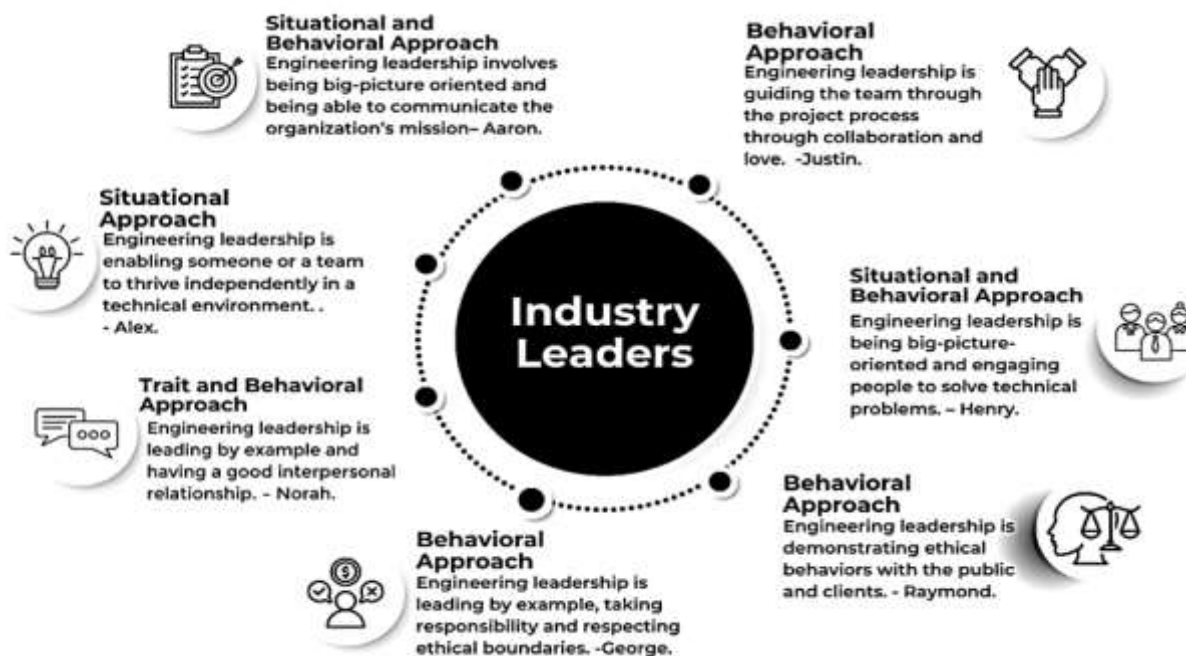 Situational and
Behavioral Approach
Engineering leadership involves
being big-picture oriented and
being able to communicate the
organization's mission– Aaron.
Behavioral
Approach
Engineering leadership is
guiding the team through
the project process
through collaboration and
love. -Justin.
Situational
Approach
Engineering leadership is
enabling someone or a team
to thrive independently in a
technical environment. .
- Alex.
Industry
Leaders
Situational and
Behavioral Approach
Engineering leadership is
being big-picture-
oriented and engaging
people to solve technical
problems. – Henry.
Trait and Behavioral
Approach
Engineering leadership is
leading by example and
having a good interpersonal
relationship. - Norah.
Behavioral
Approach
Engineering leadership is
demonstrating ethical
behaviors with the public
and clients. - Raymond.
Behavioral
Approach
Engineering leadership is
leading by example, taking
responsibility and respecting
ethical boundaries. -George.
$